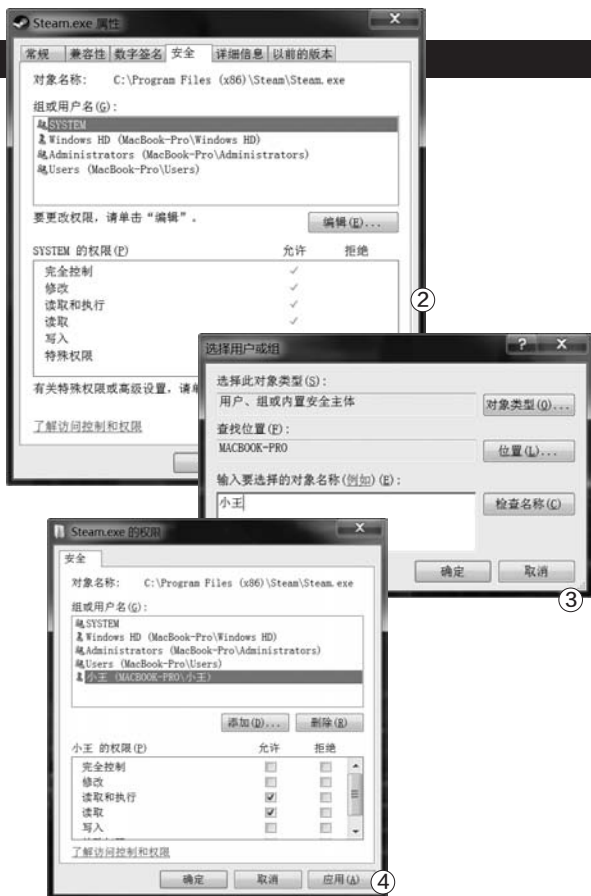 Steam.exe 属性
常规 兼容性 数字签名 安全 详细信息 以前的版本
对象名称: C:\Program Files (x86)\Steam\Steam.exe
组或用户名(G):
SYSTEM
Windows HD (MacBook-Pro\Windows HD)
Administrators (MacBook-Pro\Administrators)
Users (MacBook-Pro\Users)
要更改权限，请单击“编辑”。
编辑(E)...
SYSTEM 的权限(P) 允许 拒绝
完全控制
修改
读取和执行
读取
写入
特殊权限
有关特殊权限或高级设置，请单
了解访问控制和权限
②
选择用户或组
选择此对象类型(S):
用户、组或内置安全主体
对象类型(O)...
查找位置(F):
MACBOOK-PRO
位置(L)...
输入要选择的对象名称(例如)(E):
小王
检查名称(C)
确定 取消
③
Steam.exe 的权限
安全
对象名称: C:\Program Files (x86)\Steam\Steam.exe
组或用户名(G):
SYSTEM
Windows HD (MacBook-Pro\Windows HD)
Administrators (MacBook-Pro\Administrators)
Users (MacBook-Pro\Users)
小王 (MACBOOK-PRO\小王)
添加(D)... 删除(R)
小王 的权限(P) 允许 拒绝
完全控制
修改
读取和执行
读取
写入
了解访问控制和权限
确定 取消 应用(A)
④